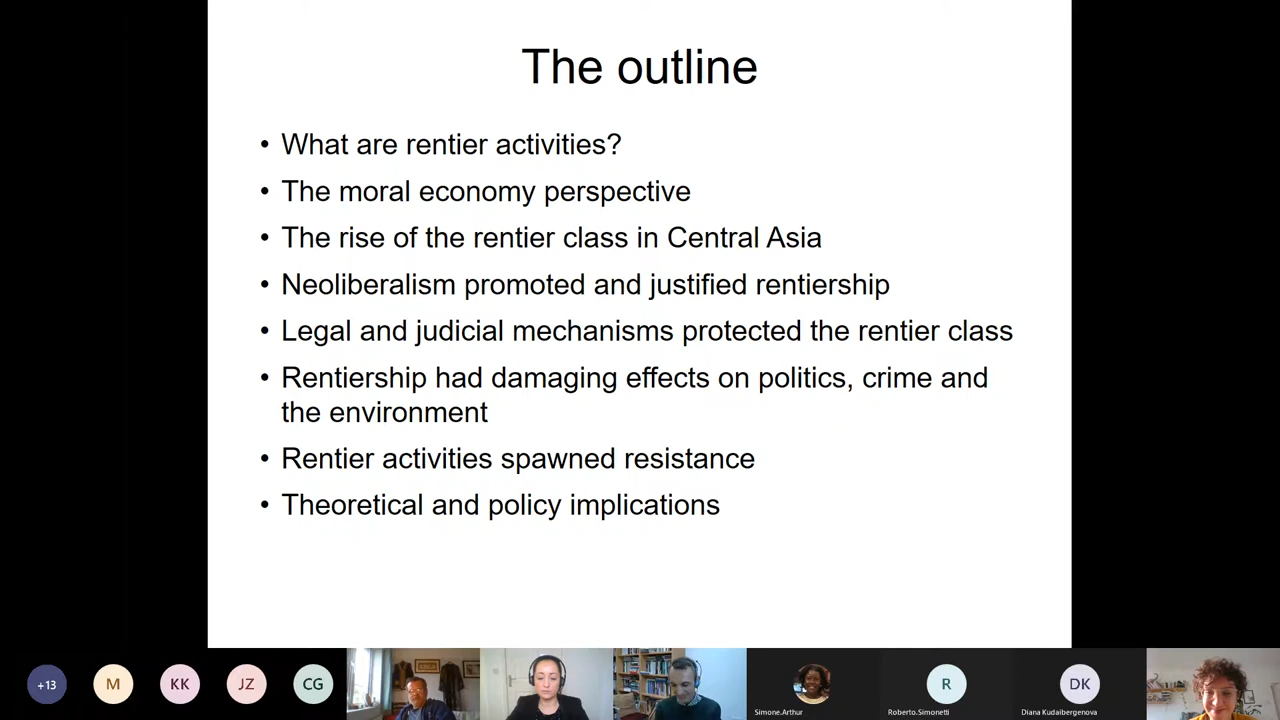 The outline
• What are rentier activities?
• The moral economy perspective
• The rise of the rentier class in Central Asia
• Neoliberalism promoted and justified rentiership
• Legal and judicial mechanisms protected the rentier class
• Rentiership had damaging effects on politics, crime and
the environment
• Rentier activities spawned resistance
• Theoretical and policy implications
+13 M KK JZ CG R DK
Simone.Arthur Roberto.Simonetti Diana Kudaibergenova